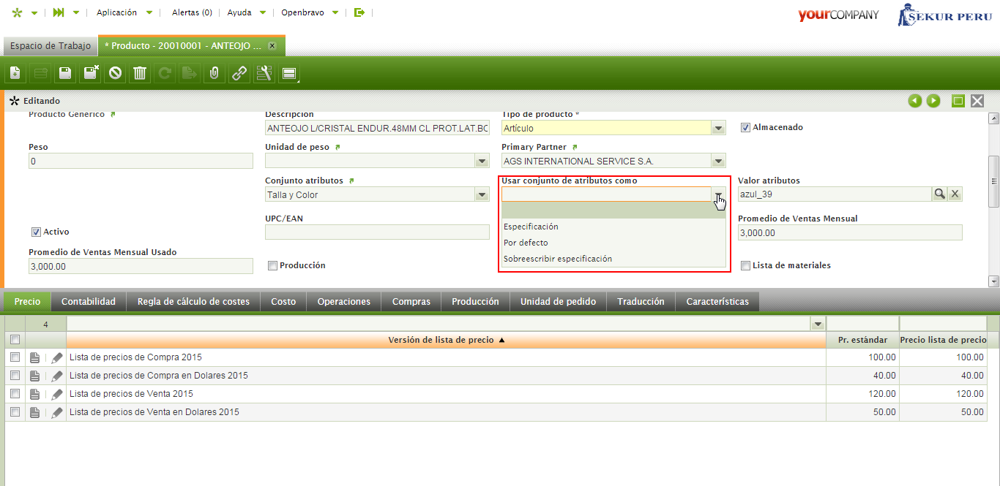 Aplicación
Alertas (0)
Ayuda
Openbravo
yourCOMPANY
SEKUR PERU
Espacio de Trabajo
* Producto - 20010001 - ANTEOJO ... x
Editando
Producto Generico
Descripción
Tipo de producto *
ANTEOJO L/CRISTAL ENDUR.48MM CL PROT.LAT.BC
Artículo
Almacenado
Peso
Unidad de peso
Primary Partner
0
AGS INTERNATIONAL SERVICE S.A.
Conjunto atributos
Usar conjunto de atributos como
Valor atributos
Talla y Color
azul_39
Especificación
Por defecto
Sobreescribir especificación
UPC/EAN
Promedio de Ventas Mensual
Activo
3,000.00
Promedio de Ventas Mensual Usado
3,000.00
Producción
Lista de materiales
Precio
Contabilidad
Regla de cálculo de costes
Costo
Operaciones
Compras
Producción
Unidad de pedido
Traducción
Características
4
Versión de lista de precio ▲
Pr. estándar
Precio lista de precio
Lista de precios de Compra 2015 100.00 100.00
Lista de precios de Compra en Dolares 2015 40.00 40.00
Lista de precios de Venta 2015 120.00 120.00
Lista de precios de Venta en Dolares 2015 50.00 50.00